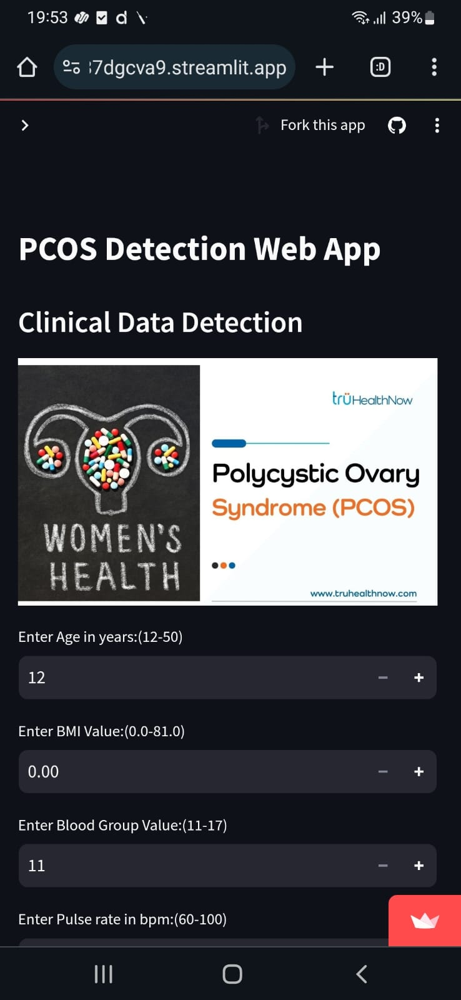 19:53
39%
37dgcva9.streamlit.app
:D
Fork this app
PCOS Detection Web App
Clinical Data Detection
trüHealthNow
Polycystic Ovary
Syndrome (PCOS)
WOMEN'S
HEALTH
www.truhealthnow.com
Enter Age in years:(12-50)
12
Enter BMI Value:(0.0-81.0)
0.00
Enter Blood Group Value:(11-17)
11
Enter Pulse rate in bpm:(60-100)